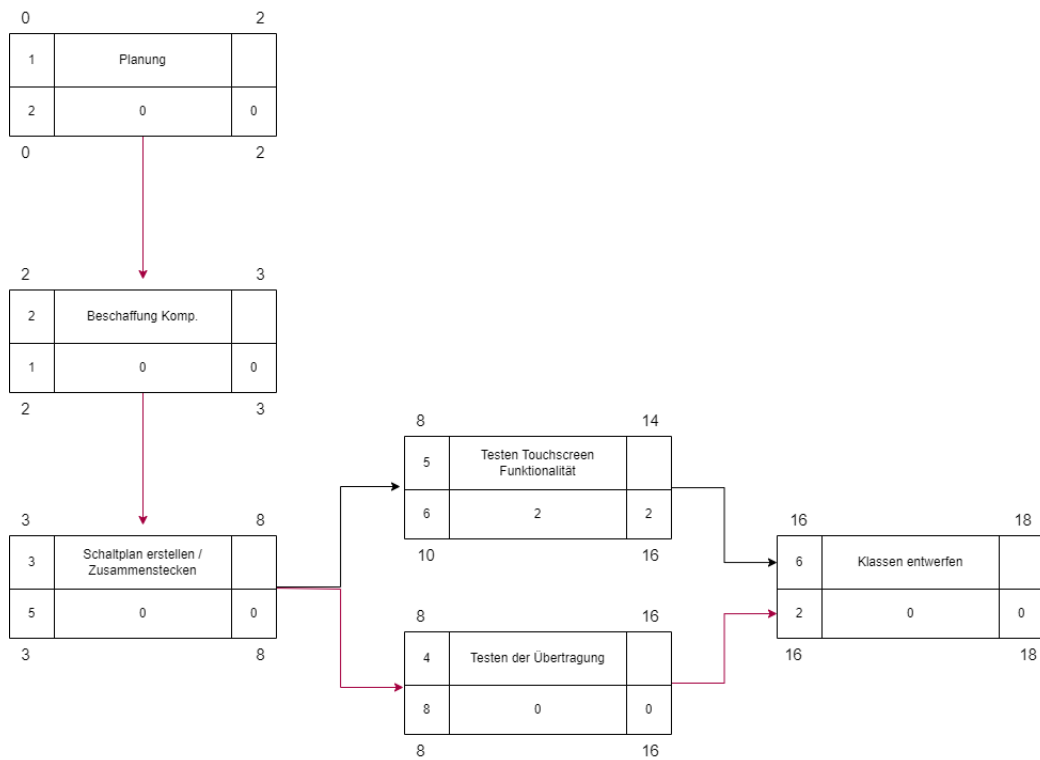 0 2
1 Planung
2 0 0
0 2
2 3
2 Beschaffung Komp.
1 0 0
2 3
3 8
3 Schaltplan erstellen /
Zusammenstecken
5 0 0
3 8
8 14
5 Testen Touchscreen
Funktionalität
6 2 2
10 16
8 16
4 Testen der Übertragung
8 0 0
8 16
16 18
6 Klassen entwerfen
2 0 0
16 18